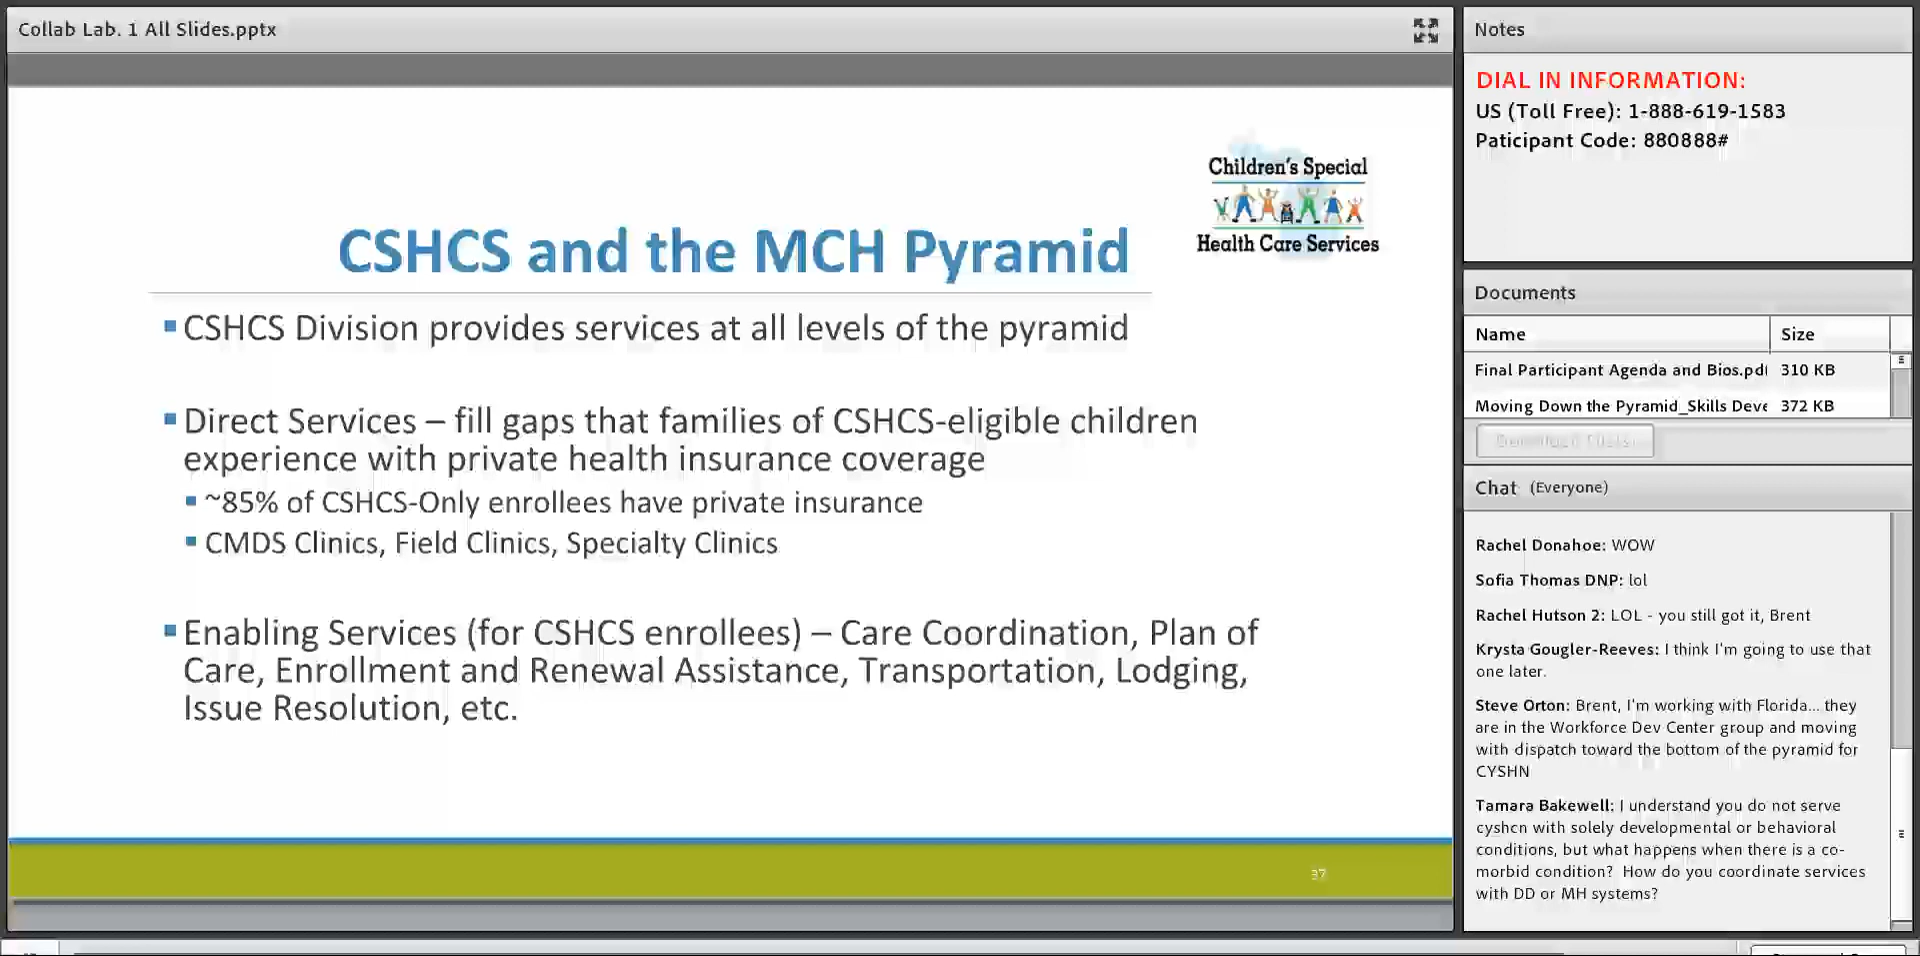 Collab Lab. 1 All Slides.pptx
Children's Special
Health Care Services
CSHCS and the MCH Pyramid
CSHCS Division provides services at all levels of the pyramid
Direct Services – fill gaps that families of CSHCS-eligible children
experience with private health insurance coverage
~85% of CSHCS-Only enrollees have private insurance
CMDS Clinics, Field Clinics, Specialty Clinics
Enabling Services (for CSHCS enrollees) – Care Coordination, Plan of
Care, Enrollment and Renewal Assistance, Transportation, Lodging,
Issue Resolution, etc.
37
Notes
DIAL IN INFORMATION:
US (Toll Free): 1-888-619-1583
Paticipant Code: 880888#
Documents
Name Size
Final Participant Agenda and Bios.pd 310 KB
Moving Down the Pyramid_Skills Deve 372 KB
Chat (Everyone)
Rachel Donahoe: WOW
Sofia Thomas DNP: lol
Rachel Hutson 2: LOL - you still got it, Brent
Krysta Gougler-Reeves: I think I'm going to use that
one later.
Steve Orton: Brent, I'm working with Florida... they
are in the Workforce Dev Center group and moving
with dispatch toward the bottom of the pyramid for
CYSHN
Tamara Bakewell: I understand you do not serve
cyshcn with solely developmental or behavioral
conditions, but what happens when there is a co-
morbid condition? How do you coordinate services
with DD or MH systems?